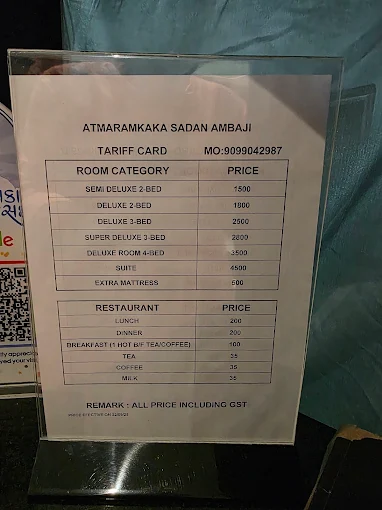 ATMARAMKAKA SADAN AMBAJI
TARIFF CARD MO:9099042987
ROOM CATEGORY PRICE
SEMI DELUXE 2-BED 1500
DELUXE 2-BED 1800
DELUXE 3-BED 2500
SUPER DELUXE 3-BED 2800
DELUXE ROOM 4-BED 3500
SUITE 4500
EXTRA MATTRESS 500
RESTAURANT PRICE
LUNCH 200
DINNER 200
BREAKFAST (1 HOT B/F TEA/COFFEE) 100
TEA 35
COFFEE 35
MILK 35
REMARK : ALL PRICE INCLUDING GST